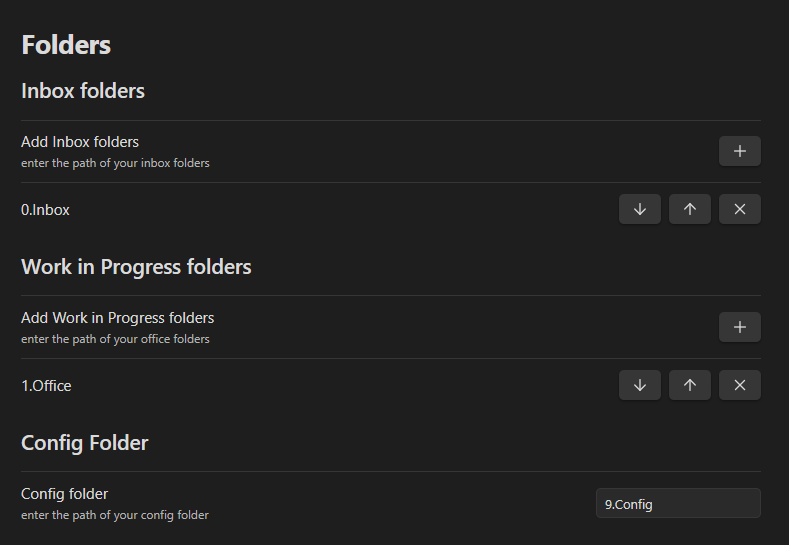 Folders
Inbox folders
Add Inbox folders
enter the path of your inbox folders
0.Inbox
Work in Progress folders
Add Work in Progress folders
enter the path of your office folders
1.Office
Config Folder
Config folder
enter the path of your config folder
9.Config